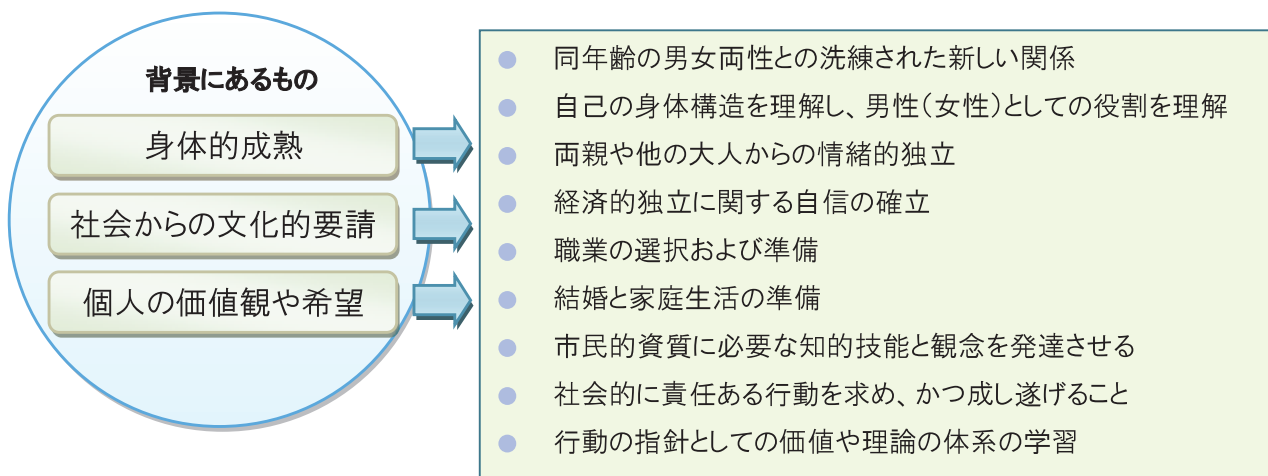 背景にあるもの
身体的成熟
社会からの文化的要請
個人の価値観や希望
同年齢の男女両性との洗練された新しい関係
自己の身体構造を理解し、男性(女性)としての役割を理解
両親や他の大人からの情緒的独立
経済的独立に関する自信の確立
職業の選択および準備
結婚と家庭生活の準備
市民的資質に必要な知的技能と観念を発達させる
社会的に責任ある行動を求め、かつ成し遂げること
行動の指針としての価値や理論の体系の学習